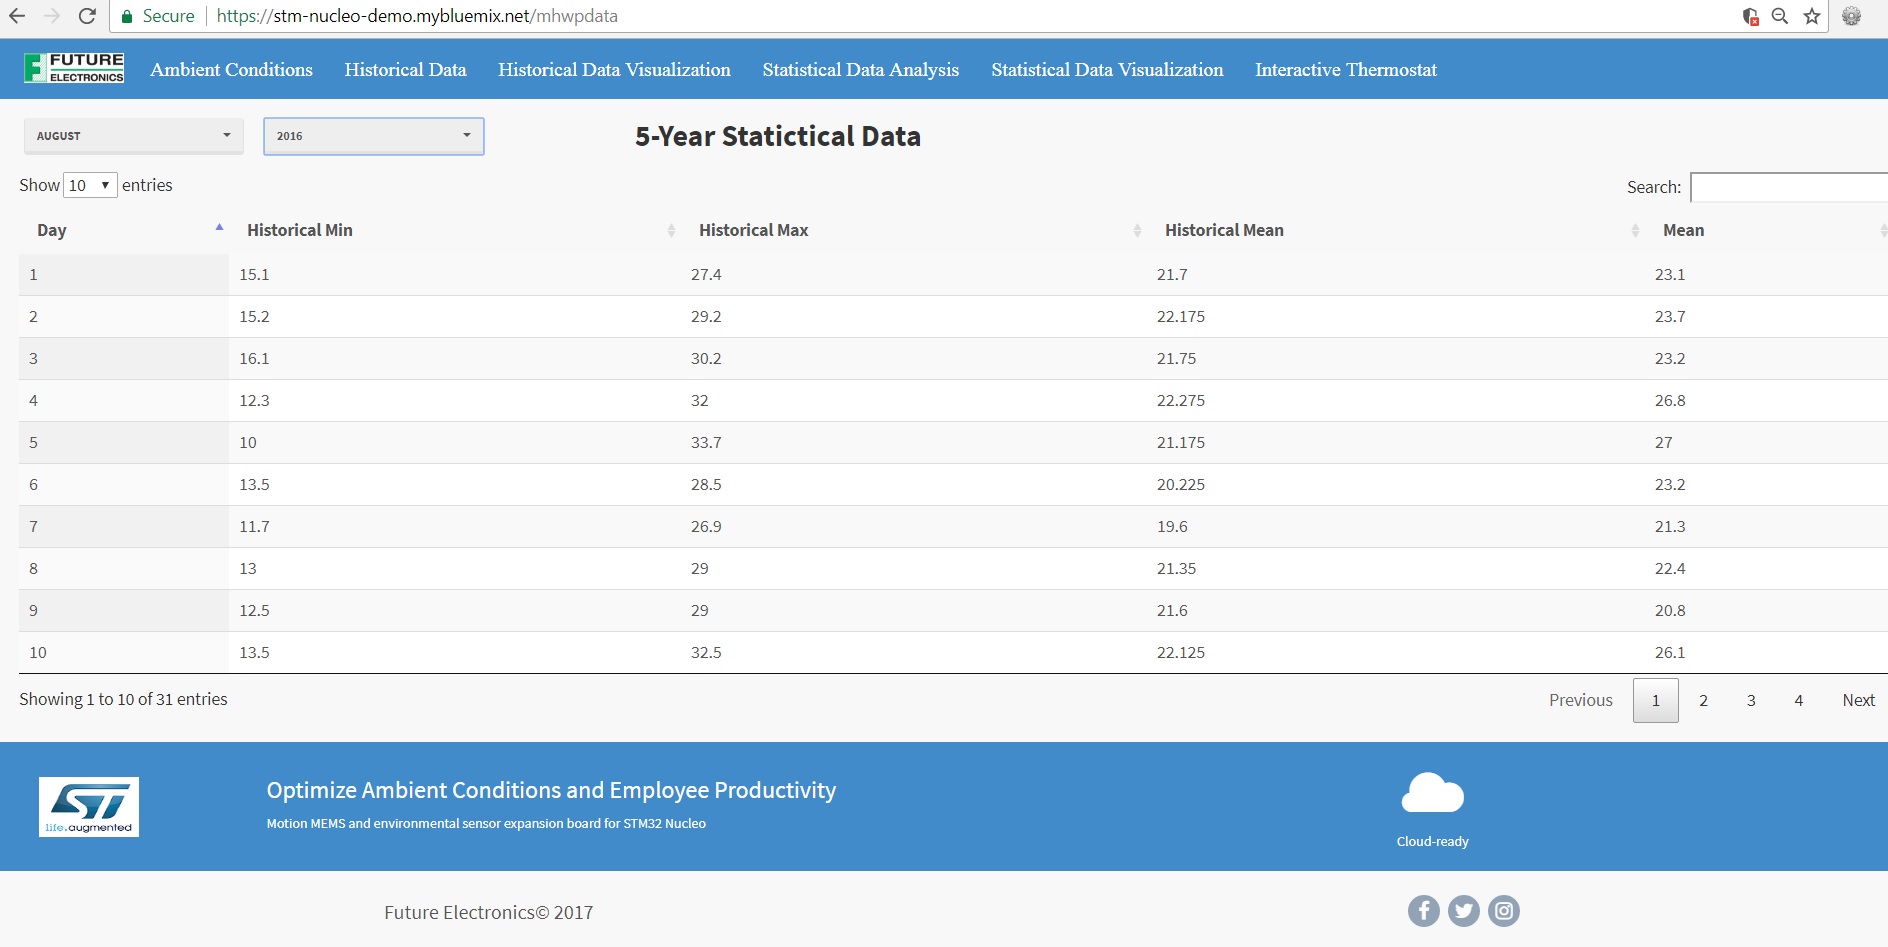 Secure https://stm-nucleo-demo.mybluemix.net/mhwpdata
FUTURE ELECTRONICS Ambient Conditions Historical Data Historical Data Visualization Statistical Data Analysis Statistical Data Visualization Interactive Thermostat
AUGUST 2016 5-Year Statictical Data
Show 10 entries Search:
Day Historical Min Historical Max Historical Mean Mean
1 15.1 27.4 21.7 23.1
2 15.2 29.2 22.175 23.7
3 16.1 30.2 21.75 23.2
4 12.3 32 22.275 26.8
5 10 33.7 21.175 27
6 13.5 28.5 20.225 23.2
7 11.7 26.9 19.6 21.3
8 13 29 21.35 22.4
9 12.5 29 21.6 20.8
10 13.5 32.5 22.125 26.1
Showing 1 to 10 of 31 entries Previous 1 2 3 4 Next
ST life.augmented
Optimize Ambient Conditions and Employee Productivity
Motion MEMS and environmental sensor expansion board for STM32 Nucleo
Cloud-ready
Future Electronics© 2017